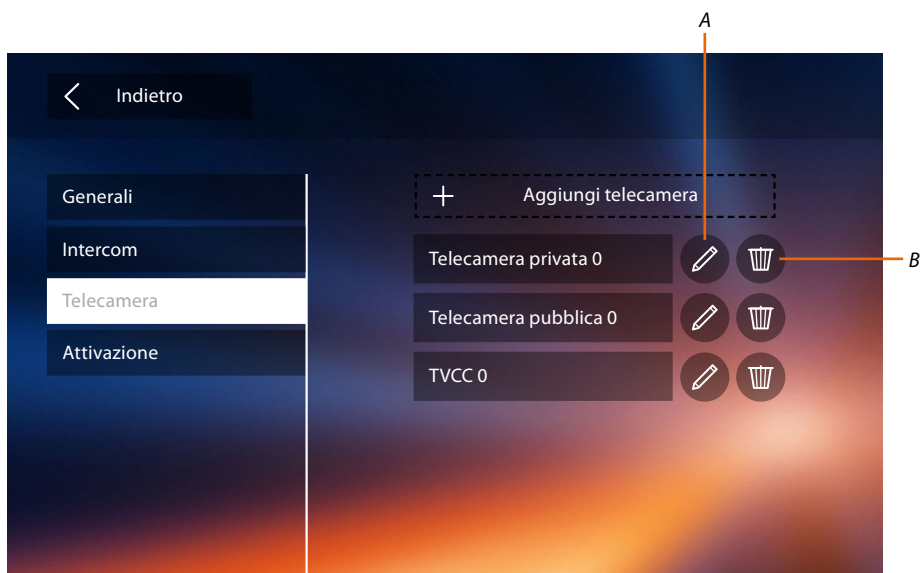 A
Indietro
Generali
Aggiungi telecamera
Intercom
Telecamera privata 0
B
Telecamera
Telecamera pubblica 0
Attivazione
TVCC 0